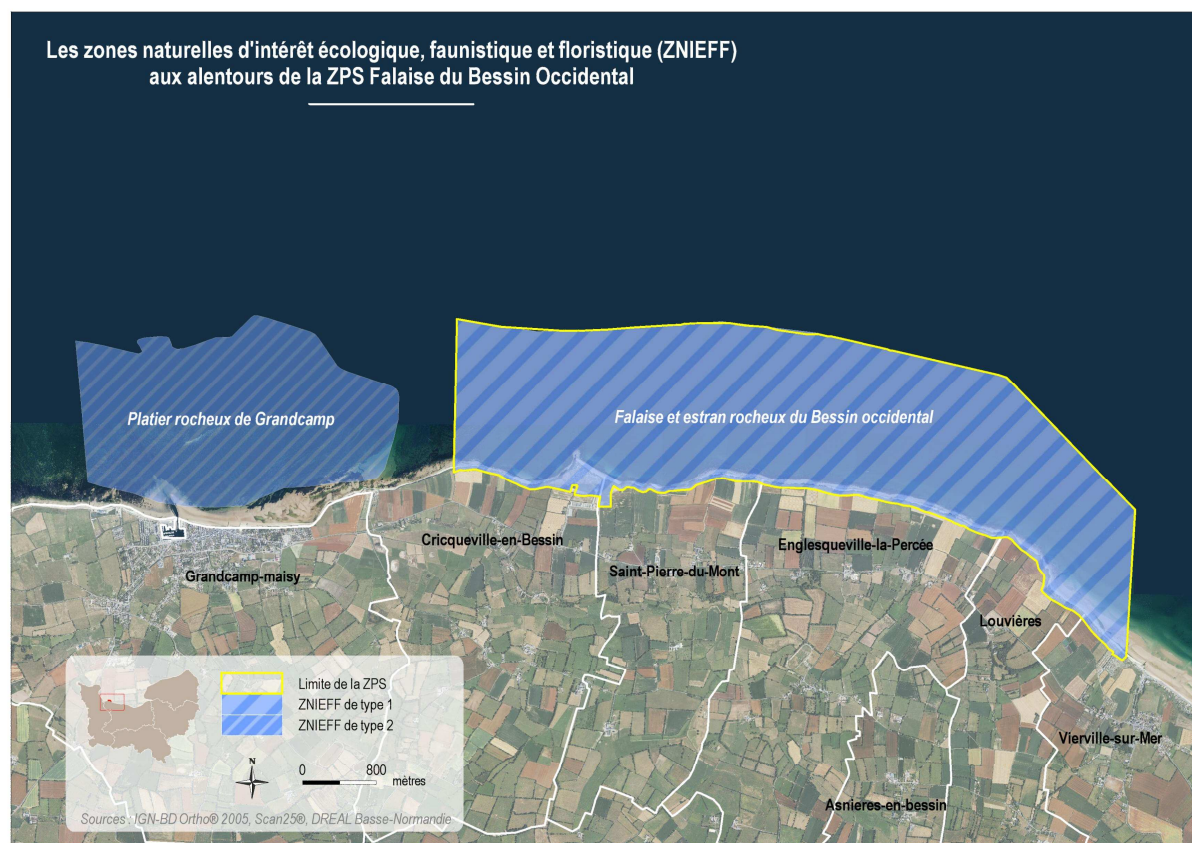 Les zones naturelles d'intérêt écologique, faunistique et floristique (ZNIEFF)
aux alentours de la ZPS Falaise du Bessin Occidental
Platier rocheux de Grandcamp
Falaise et estran rocheux du Bessin occidental
Cricqueville-en-Bessin
Englesqueville-la-Percée
Grandcamp-maisy
Saint-Pierre-du-Mont
Louvières
Vierville-sur-Mer
Asnieres-en-bessin
Limite de la ZPS
ZNIEFF de type 1
ZNIEFF de type 2
N
0 800
mètres
Sources : IGN-BD Ortho® 2005, Scan25®, DREAL Basse-Normandie